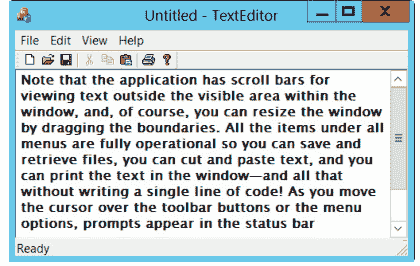 Untitled - TextEditor
File Edit View Help
Note that the application has scroll bars for
viewing text outside the visible area within the
window, and, of course, you can resize the window
by dragging the boundaries. All the items under all
menus are fully operational so you can save and
retrieve files, you can cut and paste text, and you
can print the text in the window—and all that
without writing a single line of code! As you move
the cursor over the toolbar buttons or the menu
options, prompts appear in the status bar
Ready